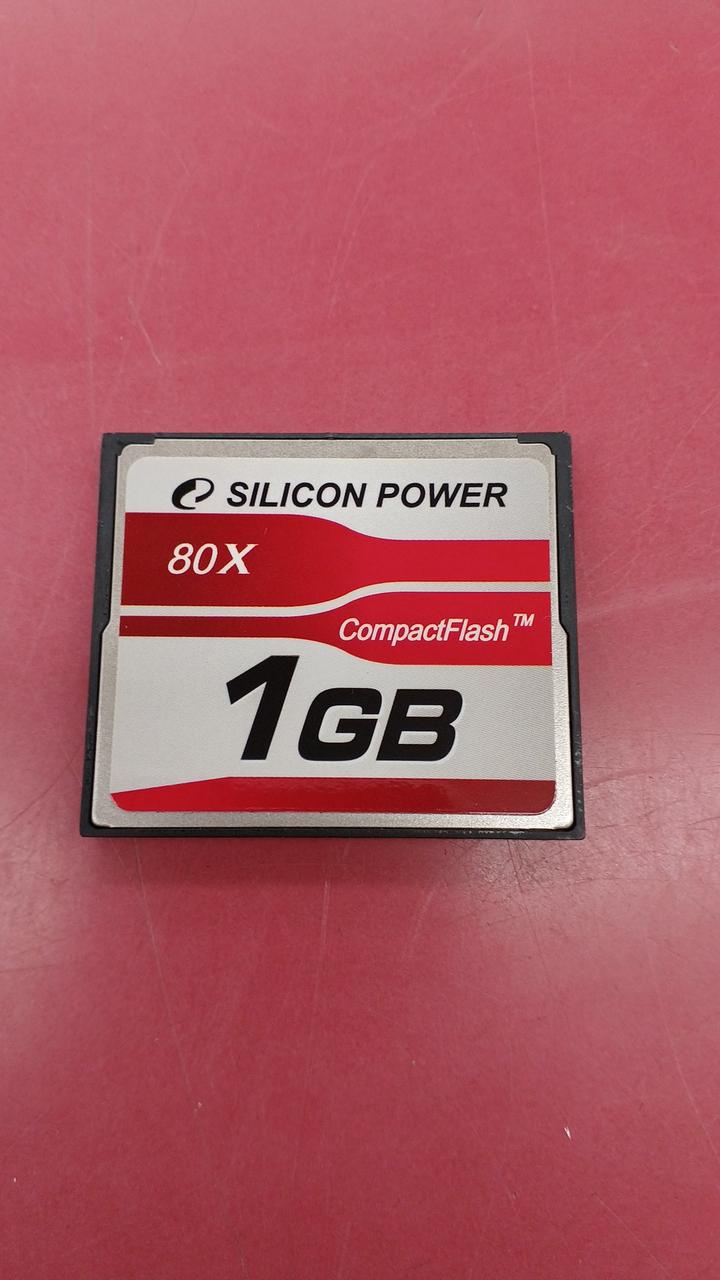 SILICON POWER
80X
CompactFlash™
1GB